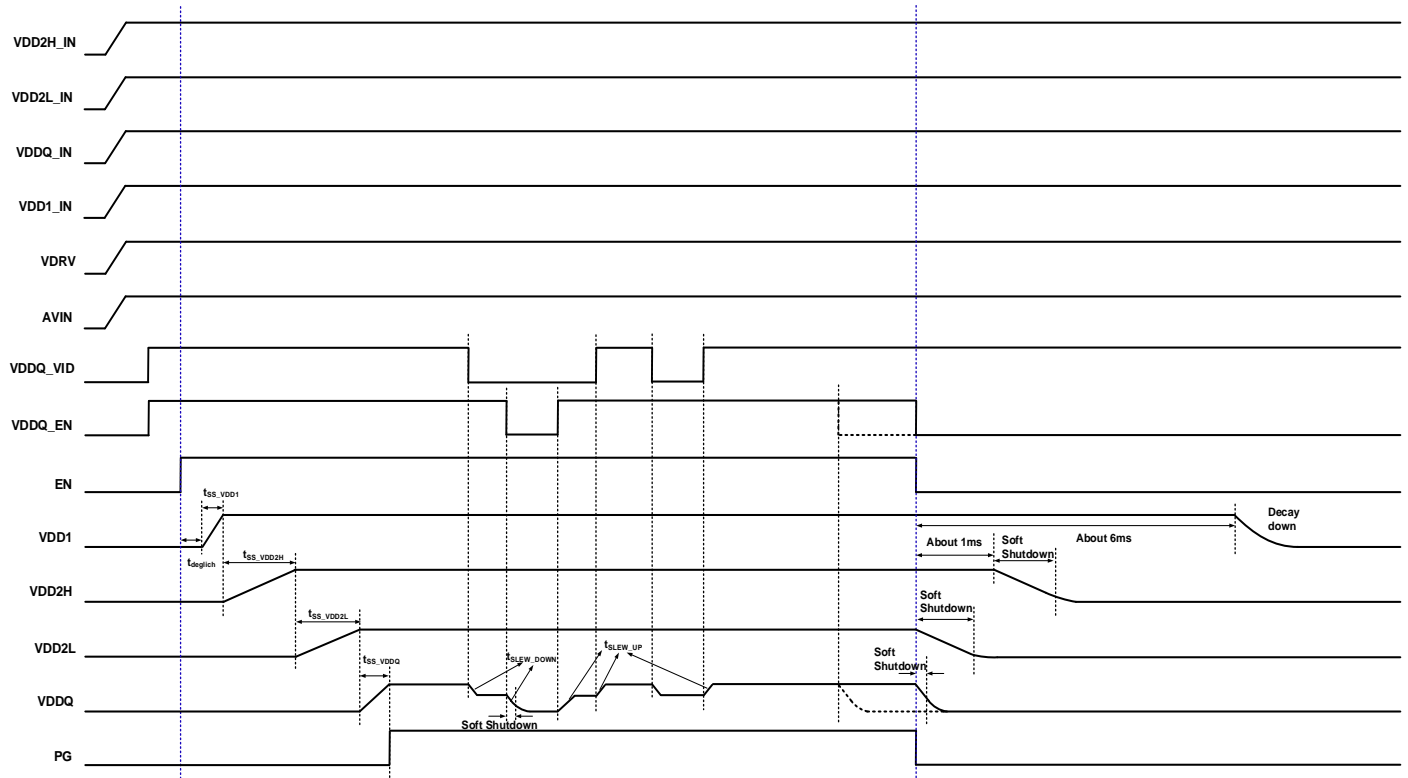 VDD2H_IN
VDD2L_IN
VDDQ_IN
VDD1_IN
VDRV
AVIN
VDDQ_VID
VDDQ_EN
EN
tSS_VDD1
VDD1
Decay
down
tdeglich
tSS_VDD2H
About 1ms
Soft
Shutdown
About 6ms
VDD2H
Soft
Shutdown
tSS_VDD2L
VDD2L
tSS_VDDQ
tSLEW_DOWN
tSLEW_UP
Soft
Shutdown
VDDQ
Soft Shutdown
PG